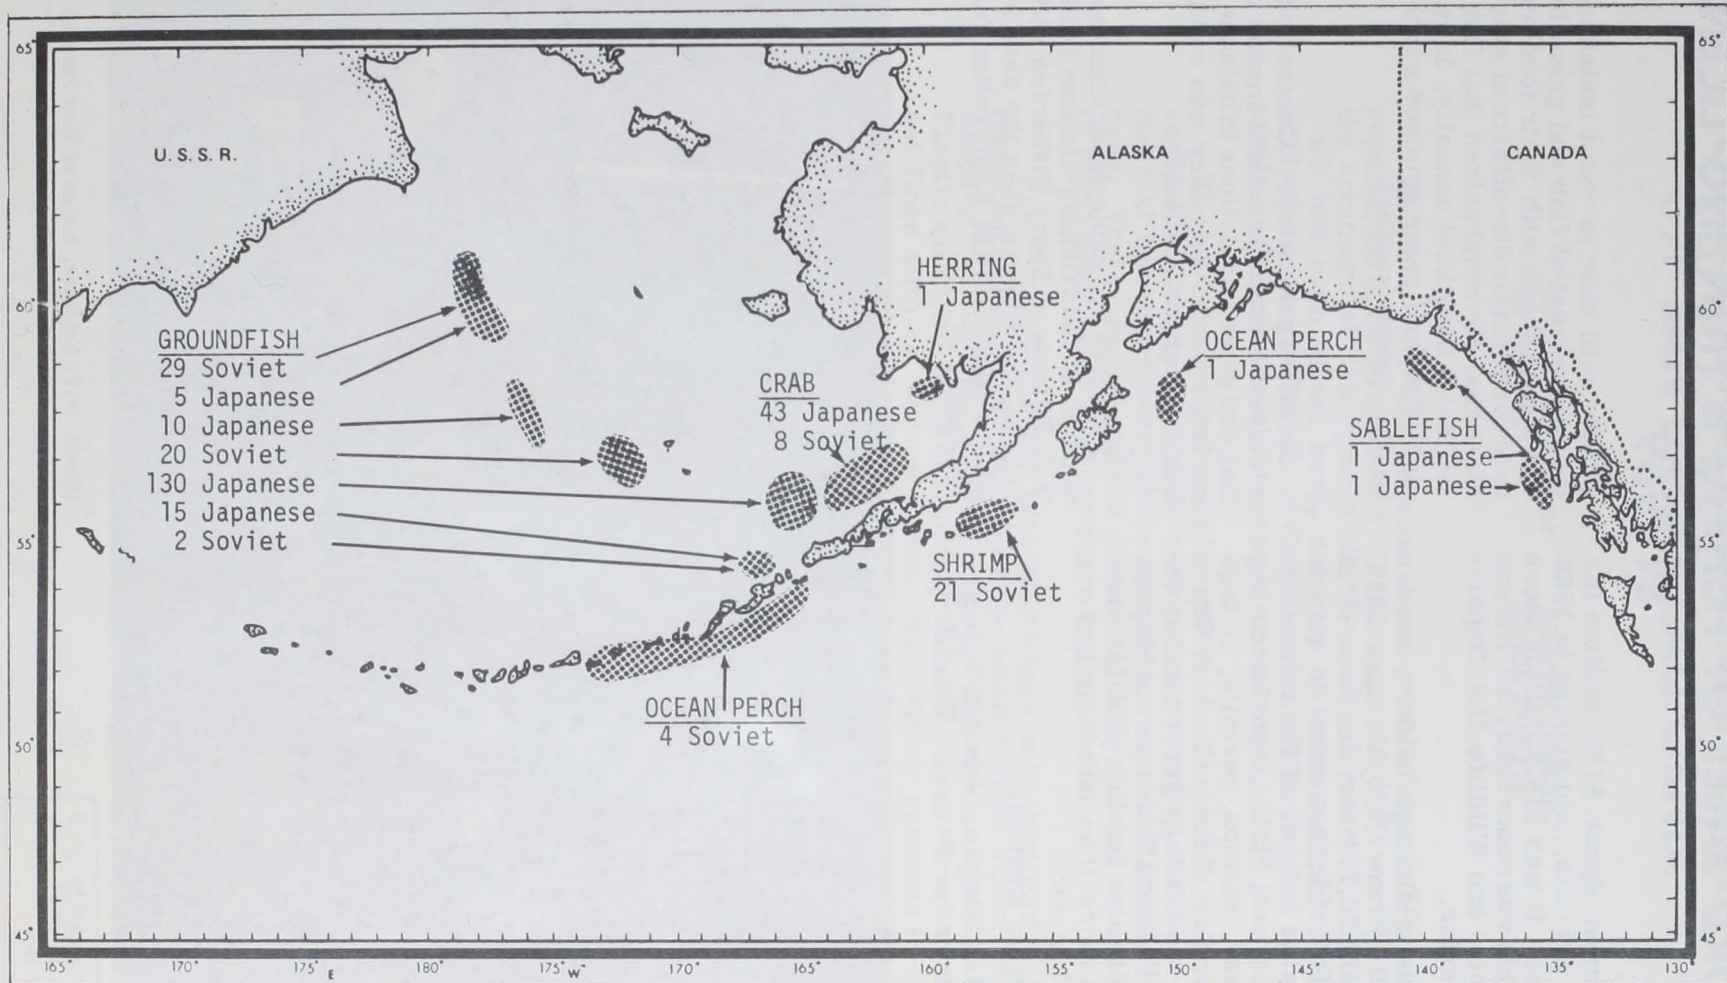 65°
65°
U.S.S.R.
ALASKA
CANADA
HERRING
1 Japanese
60°
60°
GROUNDFISH
29 Soviet
5 Japanese
10 Japanese
20 Soviet
130 Japanese
15 Japanese
2 Soviet
CRAB
43 Japanese
8 Soviet
OCEAN PERCH
1 Japanese
SABLEFISH
1 Japanese
1 Japanese
55°
55°
SHRIMP
21 Soviet
OCEAN PERCH
4 Soviet
50°
50°
45°
45°
165° 170° 175° E 180° 175° W 170° 165° 160° 155° 150° 145° 140° 135° 130°